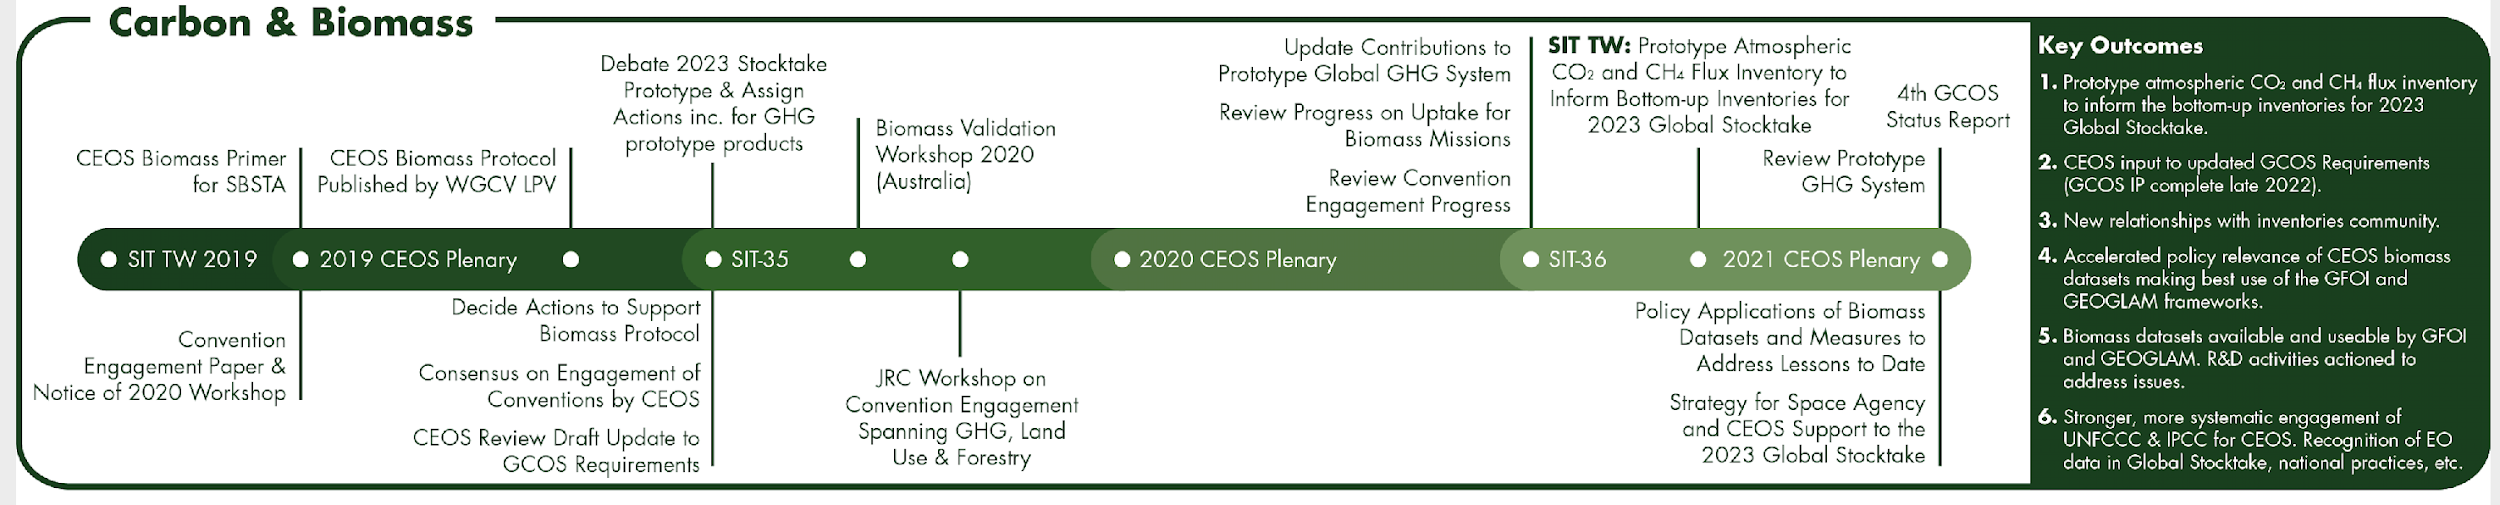 Carbon & Biomass
CEOS Biomass Primer
for SBSTA
CEOS Biomass Protocol
Published by WGCV LPV
Debate 2023 Stocktake
Prototype & Assign
Actions inc. for GHG
prototype products
Biomass Validation
Workshop 2020
(Australia)
Update Contributions to
Prototype Global GHG System
Review Progress on Uptake for
Biomass Missions
Review Convention
Engagement Progress
SIT TW: Prototype Atmospheric
CO₂ and CH₄ Flux Inventory to
Inform Bottom-up Inventories for
2023 Global Stocktake
4th GCOS
Status Report
Review Prototype
GHG System
SIT TW 2019
2019 CEOS Plenary
SIT-35
2020 CEOS Plenary
SIT-36
2021 CEOS Plenary
Convention
Engagement Paper &
Notice of 2020 Workshop
Decide Actions to Support
Biomass Protocol
Consensus on Engagement of
Conventions by CEOS
CEOS Review Draft Update to
GCOS Requirements
JRC Workshop on
Convention Engagement
Spanning GHG, Land
Use & Forestry
Policy Applications of Biomass
Datasets and Measures to
Address Lessons to Date
Strategy for Space Agency
and CEOS Support to the
2023 Global Stocktake
Key Outcomes
1. Prototype atmospheric CO₂ and CH₄ flux inventory
to inform the bottom-up inventories for 2023
Global Stocktake.
2. CEOS input to updated GCOS Requirements
(GCOS IP complete late 2022).
3. New relationships with inventories community.
4. Accelerated policy relevance of CEOS biomass
datasets making best use of the GFOI and
GEOGLAM frameworks.
5. Biomass datasets available and useable by GFOI
and GEOGLAM. R&D activities actioned to
address issues.
6. Stronger, more systematic engagement of
UNFCCC & IPCC for CEOS. Recognition of EO
data in Global Stocktake, national practices, etc.